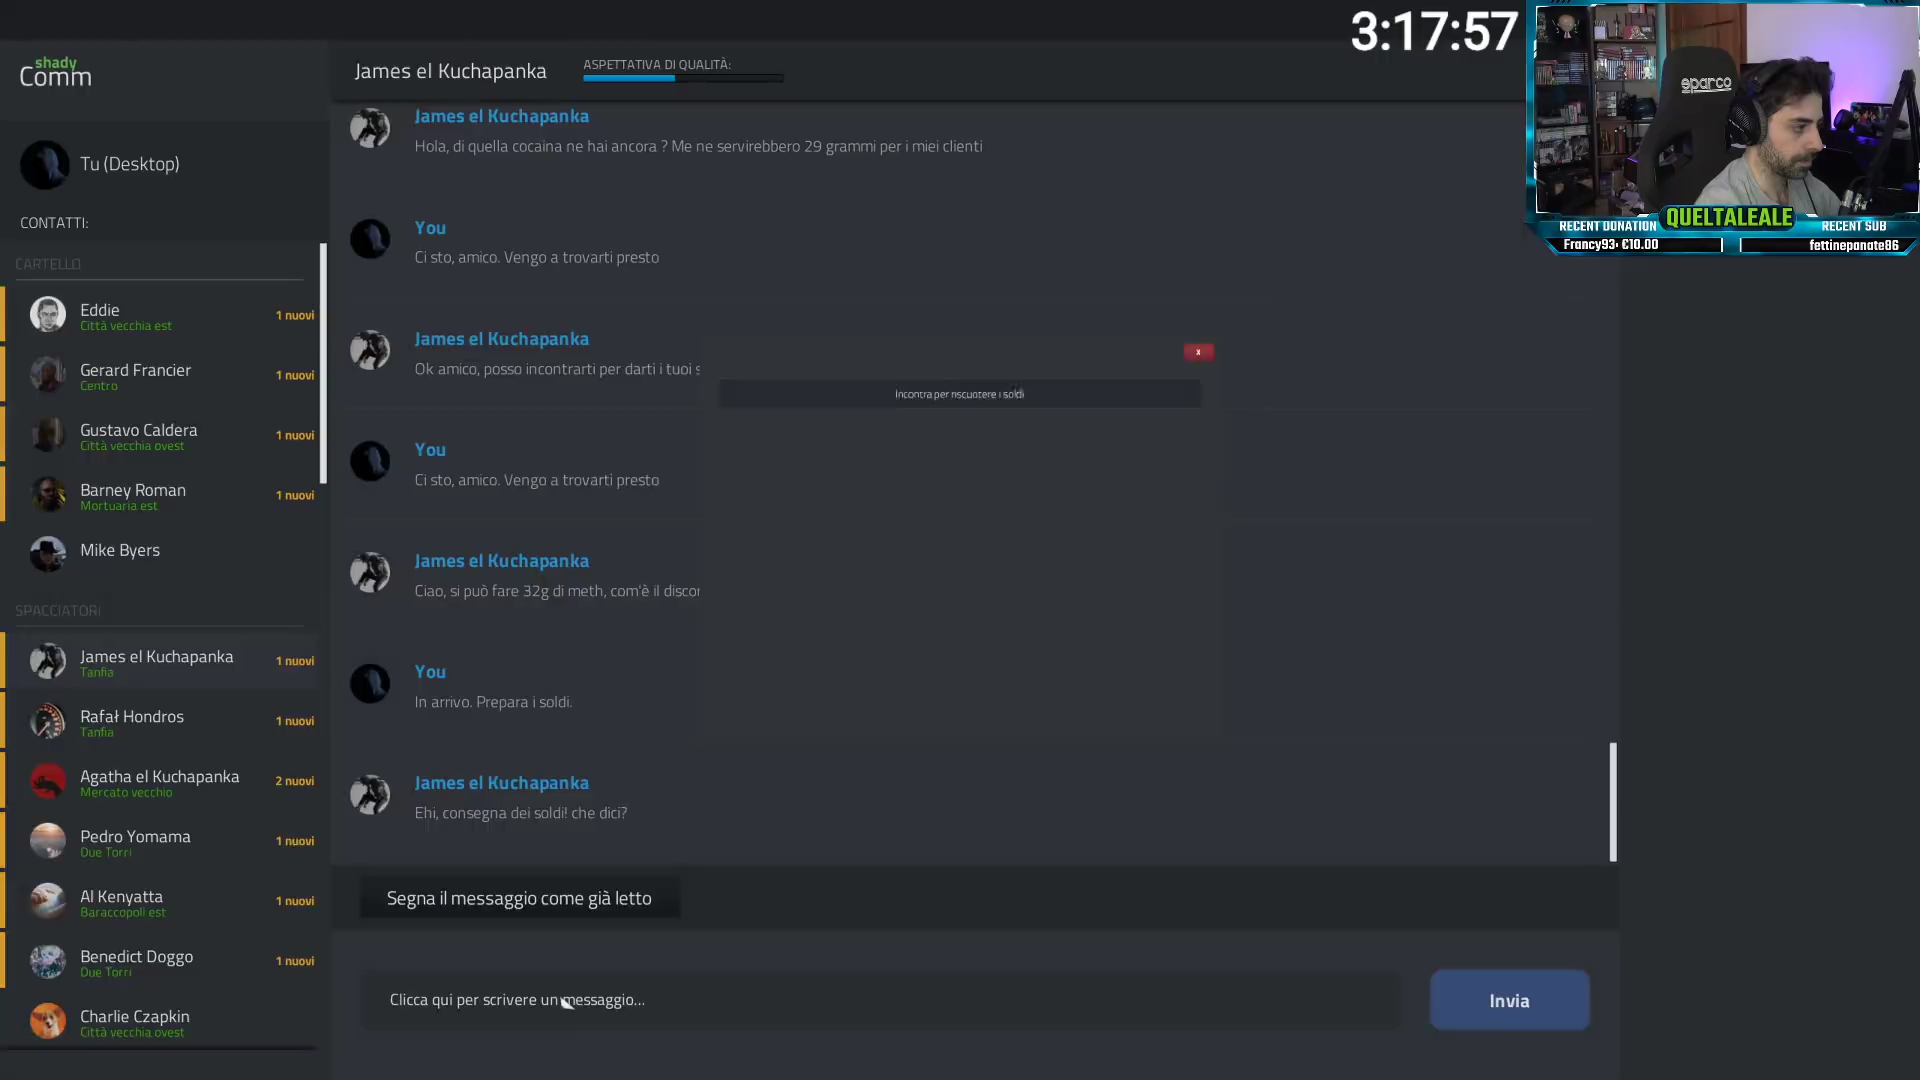 3:17:57
shady
Comm
James el Kuchapanka
ASPETTATIVA DI QUALITÀ:
sparco
James el Kuchapanka
Hola, di quella cocaina ne hai ancora ? Me ne servirebbero 29 grammi per i miei clienti
Tu (Desktop)
QUELTALEALE
RECENT DONATION
RECENT SUB
Francy93: €10.00
fettinepanate86
CONTATTI:
You
Ci sto, amico. Vengo a trovarti presto
CARTELLO
Eddie
Città vecchia est
1 nuovi
James el Kuchapanka
Ok amico, posso incontrarti per darti i tuoi s
x
Incontra per riscuotere i soldi
Gerard Francier
Centro
1 nuovi
Gustavo Caldera
Città vecchia ovest
1 nuovi
You
Ci sto, amico. Vengo a trovarti presto
Barney Roman
Mortuaria est
1 nuovi
Mike Byers
James el Kuchapanka
Ciao, si può fare 32g di meth, com'è il discor
SPACCIATORI
James el Kuchapanka
Tanfia
1 nuovi
You
In arrivo. Prepara i soldi.
Rafał Hondros
Tanfia
1 nuovi
Agatha el Kuchapanka
Mercato vecchio
2 nuovi
James el Kuchapanka
Ehi, consegna dei soldi! che dici?
Pedro Yomama
Due Torri
1 nuovi
Al Kenyatta
Baraccopoli est
1 nuovi
Segna il messaggio come già letto
Benedict Doggo
Due Torri
1 nuovi
Clicca qui per scrivere un messaggio...
Invia
Charlie Czapkin
Città vecchia ovest